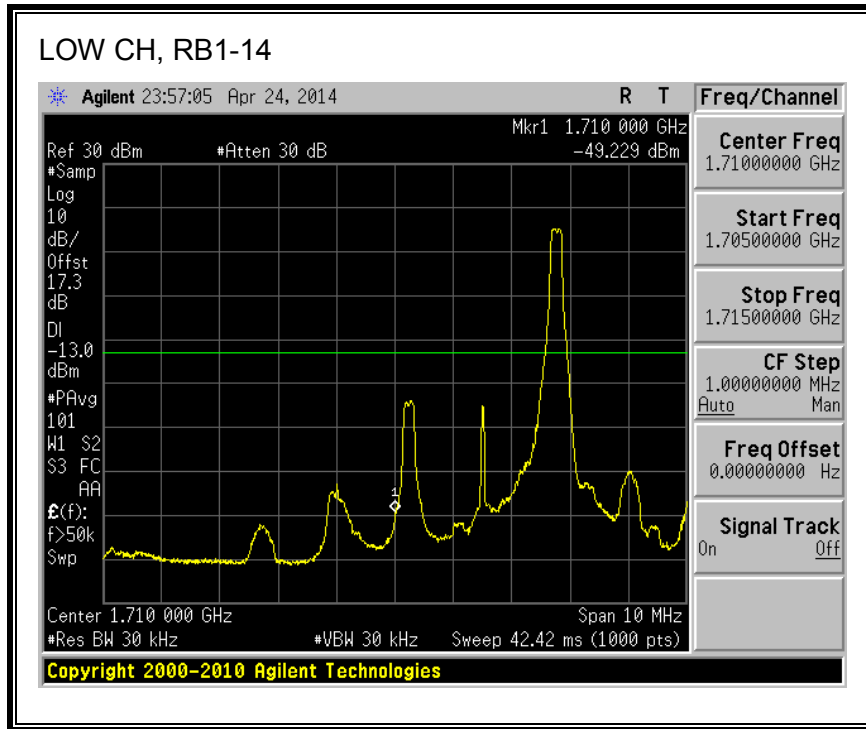 LOW CH, RB1-14
Agilent 23:57:05 Apr 24, 2014 R T Freq/Channel
Mkr1 1.710 000 GHz
Ref 30 dBm #Atten 30 dB -49.229 dBm
#Samp
Log
10
dB/
Offst
17.3
dB
DI
-13.0
dBm
#PAvg
101
W1 S2
S3 FC
AA
£(f):
f>50k
Swp
1
Center 1.710 000 GHz Span 10 MHz
#Res BW 30 kHz #VBW 30 kHz Sweep 42.42 ms (1000 pts)
Center Freq
1.71000000 GHz
Start Freq
1.70500000 GHz
Stop Freq
1.71500000 GHz
CF Step
1.00000000 MHz
Auto Man
Freq Offset
0.00000000 Hz
Signal Track
On Off
Copyright 2000-2010 Agilent Technologies